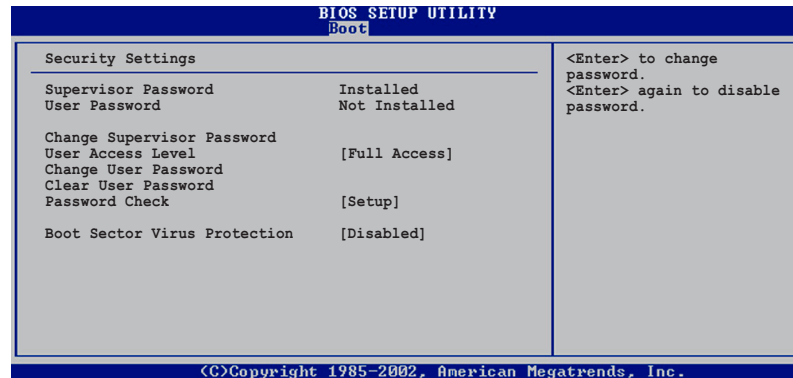 BIOS SETUP UTILITY
Boot
Security Settings
Supervisor Password Installed
User Password Not Installed
Change Supervisor Password
User Access Level [Full Access]
Change User Password
Clear User Password
Password Check [Setup]
Boot Sector Virus Protection [Disabled]
<Enter> to change
password.
<Enter> again to disable
password.
(C)Copyright 1985-2002, American Megatrends, Inc.